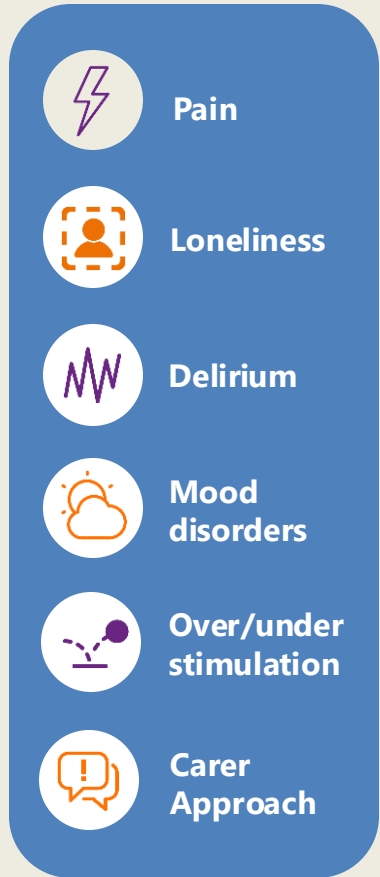 Pain
Loneliness
Delirium
Mood
disorders
Over/under
stimulation
Carer
Approach